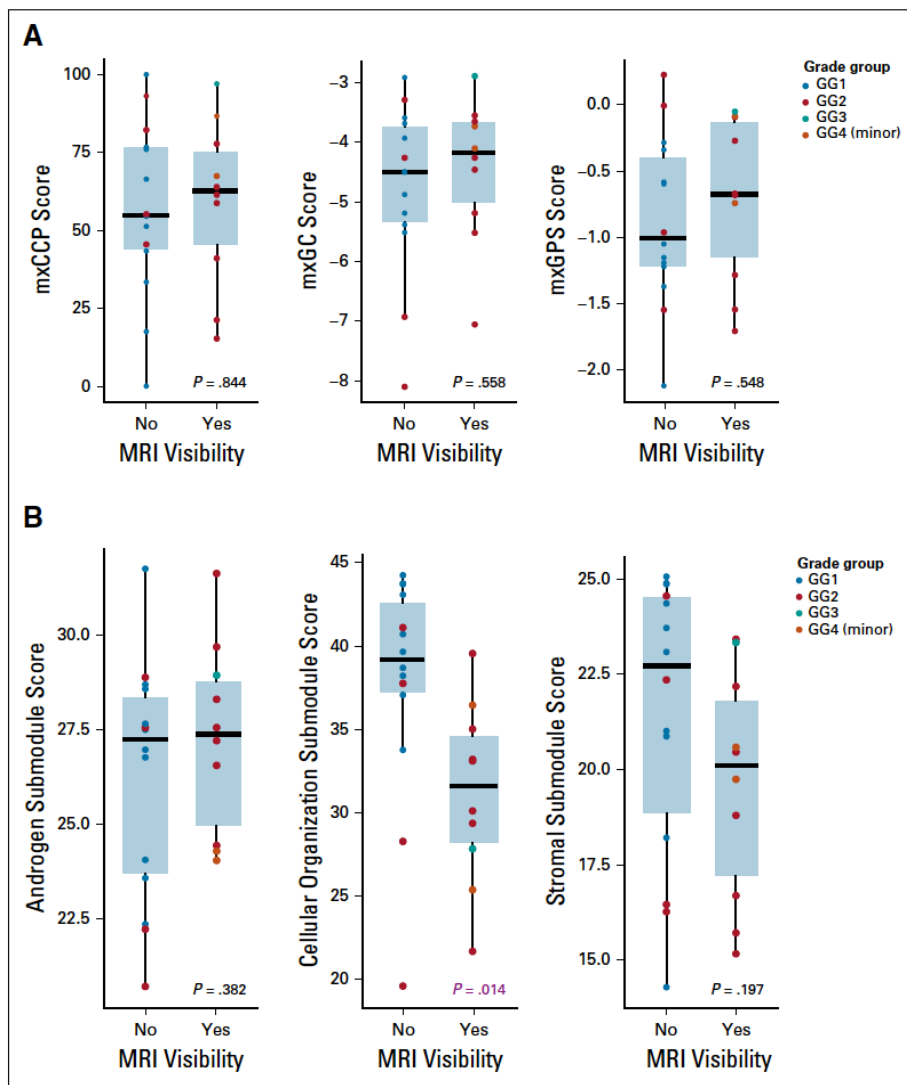 A
mxCCP Score
100
75
50
25
0
P = .844
No Yes
MRI Visibility
mxGC Score
–3
–4
–5
–6
–7
–8
P = .558
No Yes
MRI Visibility
mxGPS Score
0.0
–0.5
–1.0
–1.5
–2.0
P = .548
No Yes
MRI Visibility
Grade group
GG1
GG2
GG3
GG4 (minor)
B
Androgen Submodule Score
30.0
27.5
25.0
22.5
P = .382
No Yes
MRI Visibility
Cellular Organization Submodule Score
45
40
35
30
25
20
P = .014
No Yes
MRI Visibility
Stromal Submodule Score
25.0
22.5
20.0
17.5
15.0
P = .197
No Yes
MRI Visibility
Grade group
GG1
GG2
GG3
GG4 (minor)